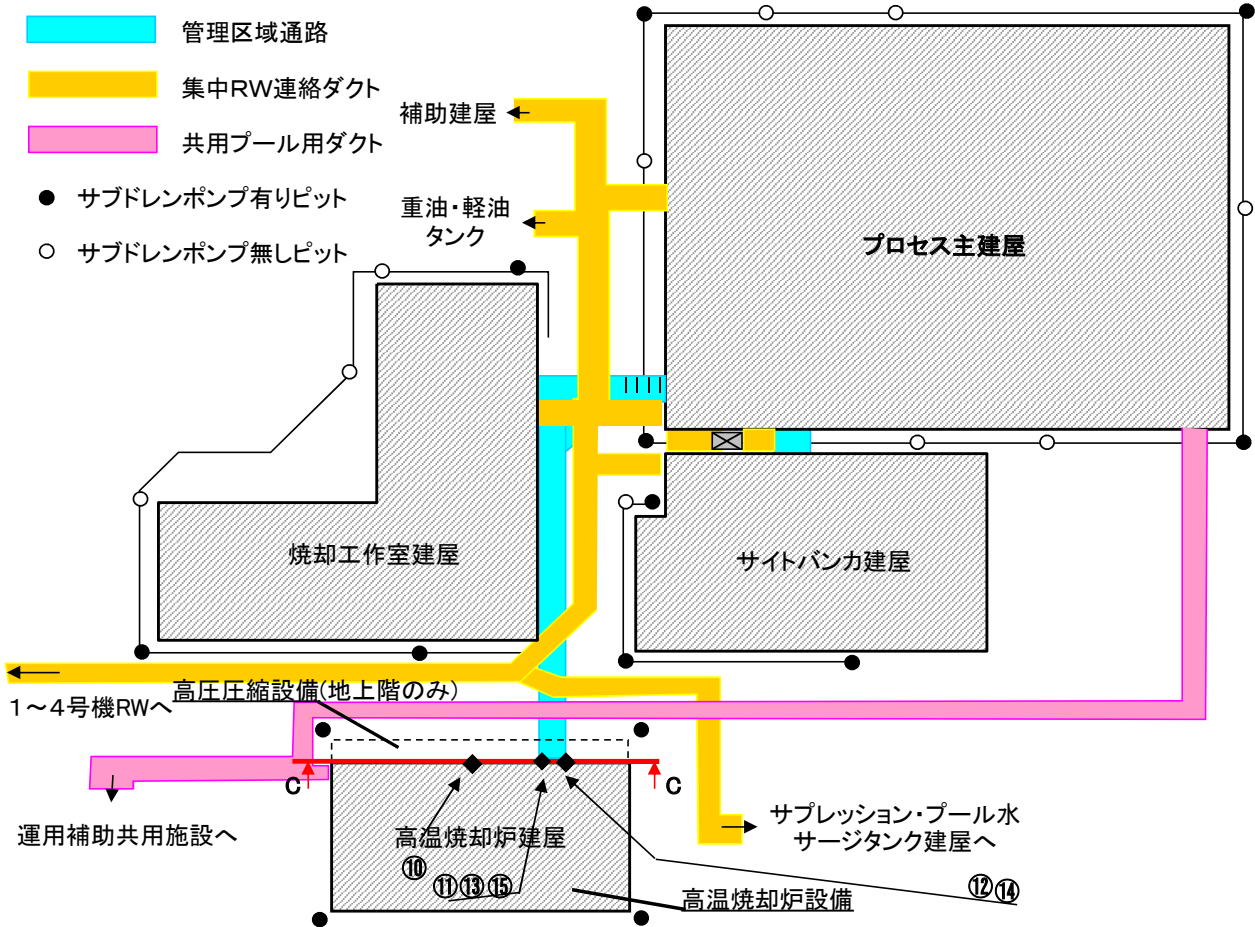 管理区域通路
集中RW連絡ダクト
共用プール用ダクト
サブドレンポンプ有りピット
サブドレンポンプ無しピット
補助建屋
重油・軽油
タンク
プロセス主建屋
焼却工作室建屋
サイトバンカ建屋
1～4号機RWへ
高圧圧縮設備(地上階のみ)
C
C
運用補助共用施設へ
高温焼却炉建屋
サプレッション・プール水
サージタンク建屋へ
⑩
⑪⑬⑮
⑫⑭
高温焼却炉設備